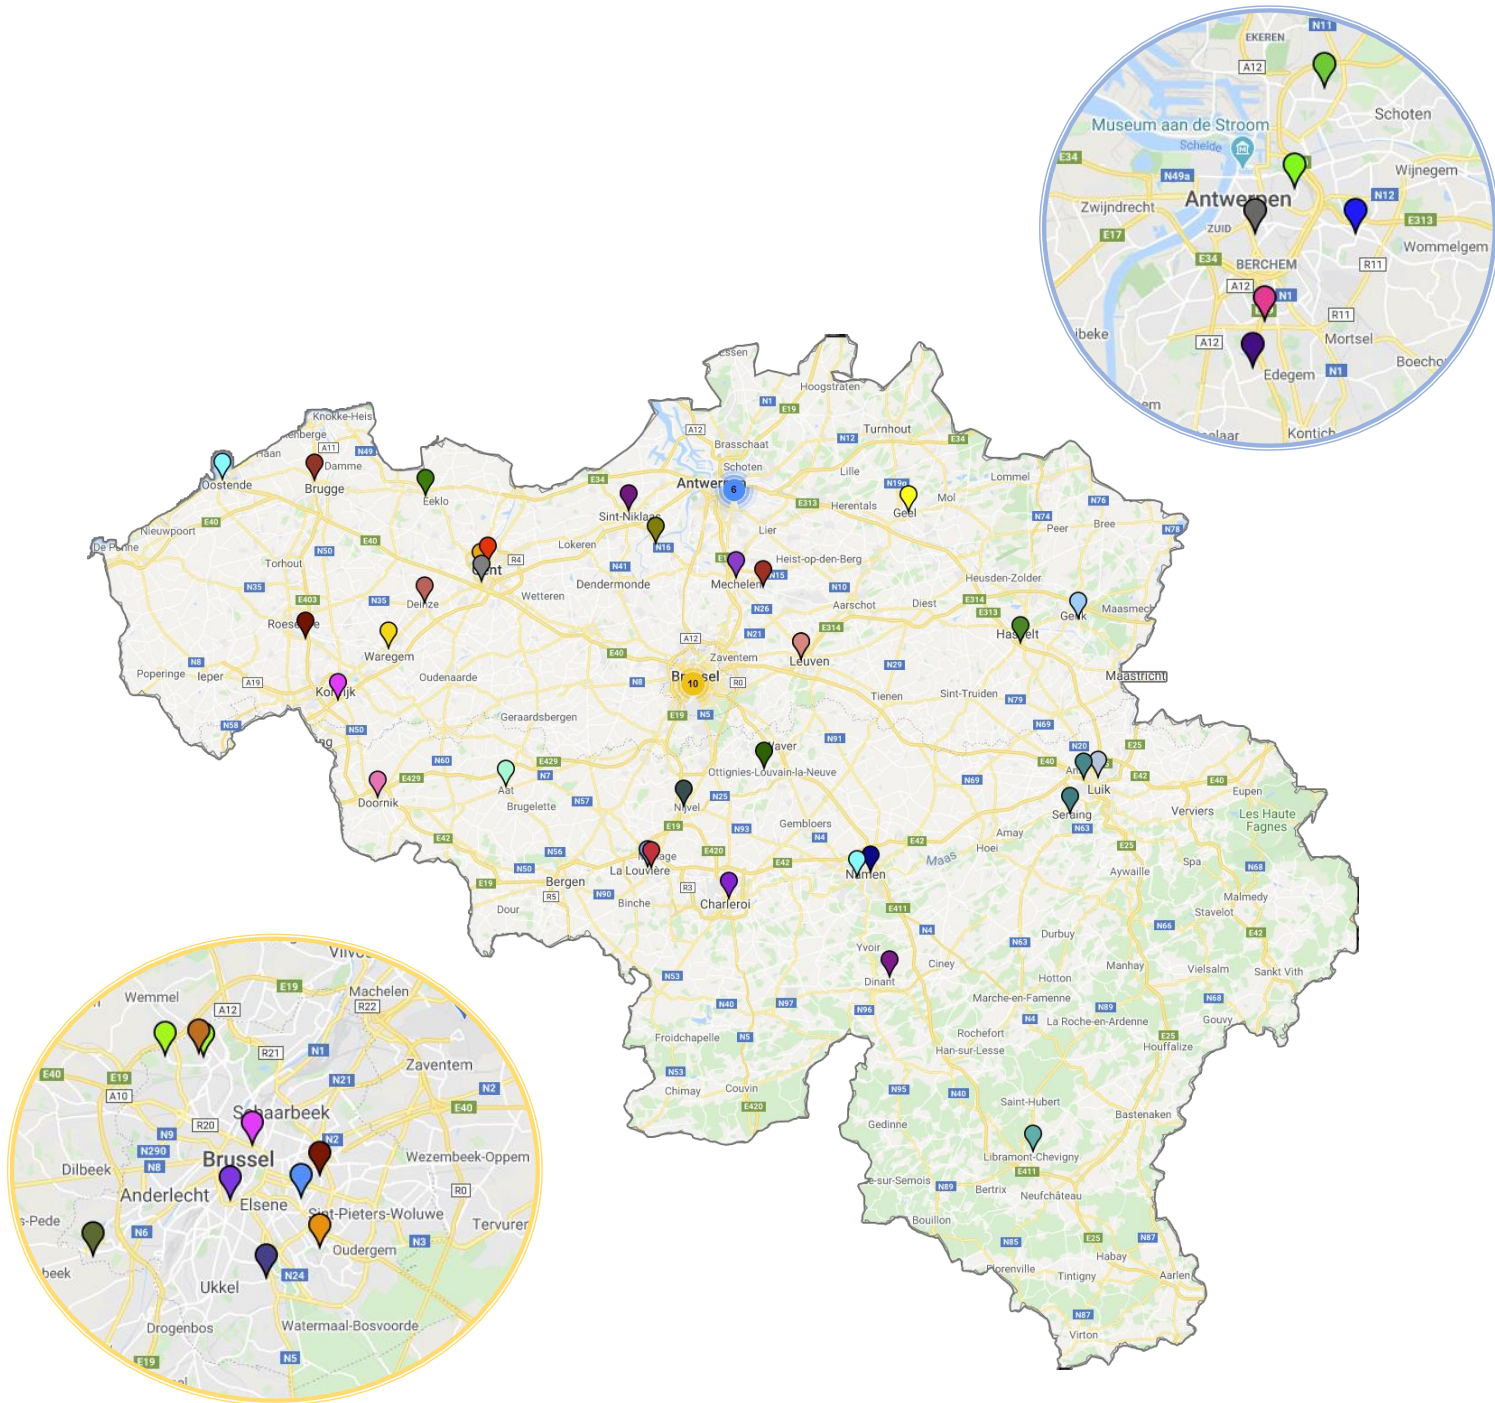 N11
EKEREN
A12
Schoten
Museum aan de Stroom
Schelde
E34
Wijnegem
N49a
N12
Antwerpen
Zwijndrecht
E313
ZUID
E17
Wommelgem
E34
BERCHEM
R11
A12
N1
R11
A12
Mortsel
Edegem
N1
Kontich
Hoogstraten
N1
E19
Knokke-Heis
A12
Turnhout
N12
E34
A11
N49
Brasschaat
Damme
Schoten
Lille
Lommel
E34
Antwerpen
6
N19g
Oostende
Brugge
Eeklo
Geel
Mol
N76
E313
Herentals
Sint-Niklaas
N74
Bree
E40
Peer
N78
Nieuwpoort
Lier
De Panne
E40
Lokeren
N16
N50
R4
Heist-op-den-Berg
Torhout
Gent
N41
Mechelen
N15
Heusden-Zolder
N35
Dendermonde
N10
E403
N35
Deinze
Wetteren
Aarschot
Diest
E314
Genk
N26
E313
Roeselare
E314
Hasselt
N21
A12
Waregem
E40
Zaventem
Leuven
N8
N29
Poperinge
Ieper
A19
Oudenaarde
N8
Brussel
10
R0
Maastricht
Kortrijk
Tienen
Sint-Truiden
N79
E19
N5
N58
Geraardsbergen
N50
N69
N91
N20
E25
N60
E429
Ottignies-Louvain-la-Neuve
E40
E429
N7
N69
E42
E40
Aat
Luik
Doornik
Brugelette
N57
N25
Nijvel
Eupen
Verviers
Seraing
Les Haute
Fagnes
E19
N93
Gembloers
N63
E42
N4
Amay
N56
E420
E42
Hoei
E25
Maas
Spa
N50
La Louvière
E42
N68
E19
Bergen
R3
Namen
Aywaille
R5
N90
Binche
Charleroi
Malmedy
Dour
E411
Stavelot
N4
N66
E42
N63
Durbuy
Yvoir
Ciney
Manhay
Vielsalm
Sankt Vith
N53
Dinant
Hotton
Marche-en-Famenne
N68
N40
N97
N96
N89
N4
La Roche-en-Ardenne
Gouvy
Froidchapelle
N5
Rochefort
E25
Han-sur-Lesse
Houffalize
N53
Chimay
Couvin
N95
N40
Saint-Hubert
E420
Bastenaken
Gedinne
Libramont-Chevigny
E411
N89
Bertrix
Neufchâteau
Bouillon
N85
E25
N87
Habay
Florenville
Tintigny
Aarlen
N87
Virton
Wemmel
E19
Machelen
A12
R22
R21
N1
Zaventem
E40
E19
N21
N2
A10
E40
Schaarbeek
R20
N9
N2
N290
Brussel
Wezembeek-Oppem
Dilbeek
N8
R0
Anderlecht
Elsene
Sint-Pieters-Woluwe
Tervuren
N6
N3
Oudergem
N24
Ukkel
Drogenbos
Watermaal-Bosvoorde
N5
E19